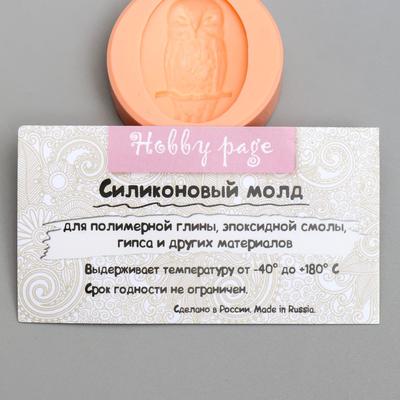 Hobby page
Силиконовый молд
для полимерной глины, эпоксидной смолы,
гипса и других материалов
Выдерживает температуру от -40° до +180° С
Срок годности не ограничен.
Сделано в России. Made in Russia.